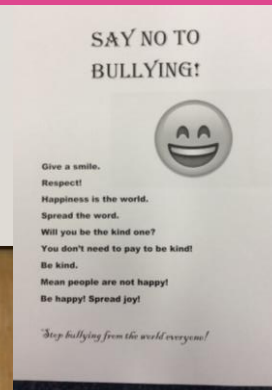 SAY NO TO
BULLYING!
Give a smile.
Respect!
Happiness is the world.
Spread the word.
Will you be the kind one?
You don't need to pay to be kind!
Be kind.
Mean people are not happy!
Be happy! Spread joy!
Stop bullying from the world everyone!